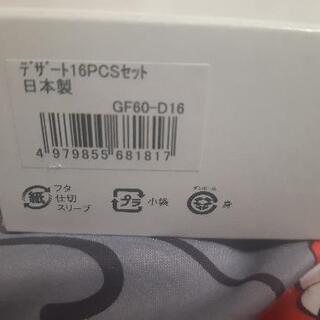 ﾃﾞｻﾞｰﾄ16PCSセット
日本製
GF60-D16
4 979855 681817
紙 フタ
仕切
スリーブ
プラ 小袋
ダンボール
身